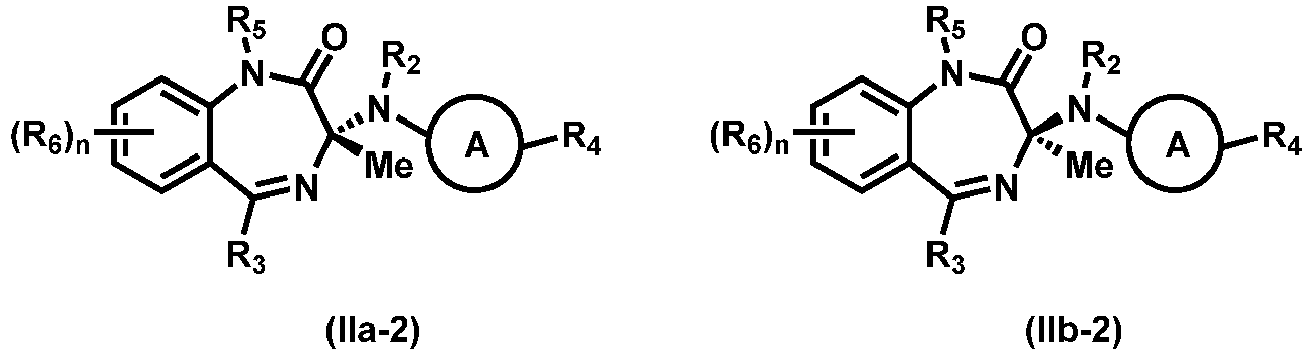 R5 O R2 R5 O R2
N N N N
(R6)n A R4 (R6)n A R4
Me Me
N N
R3 R3
(IIa-2) (IIb-2)